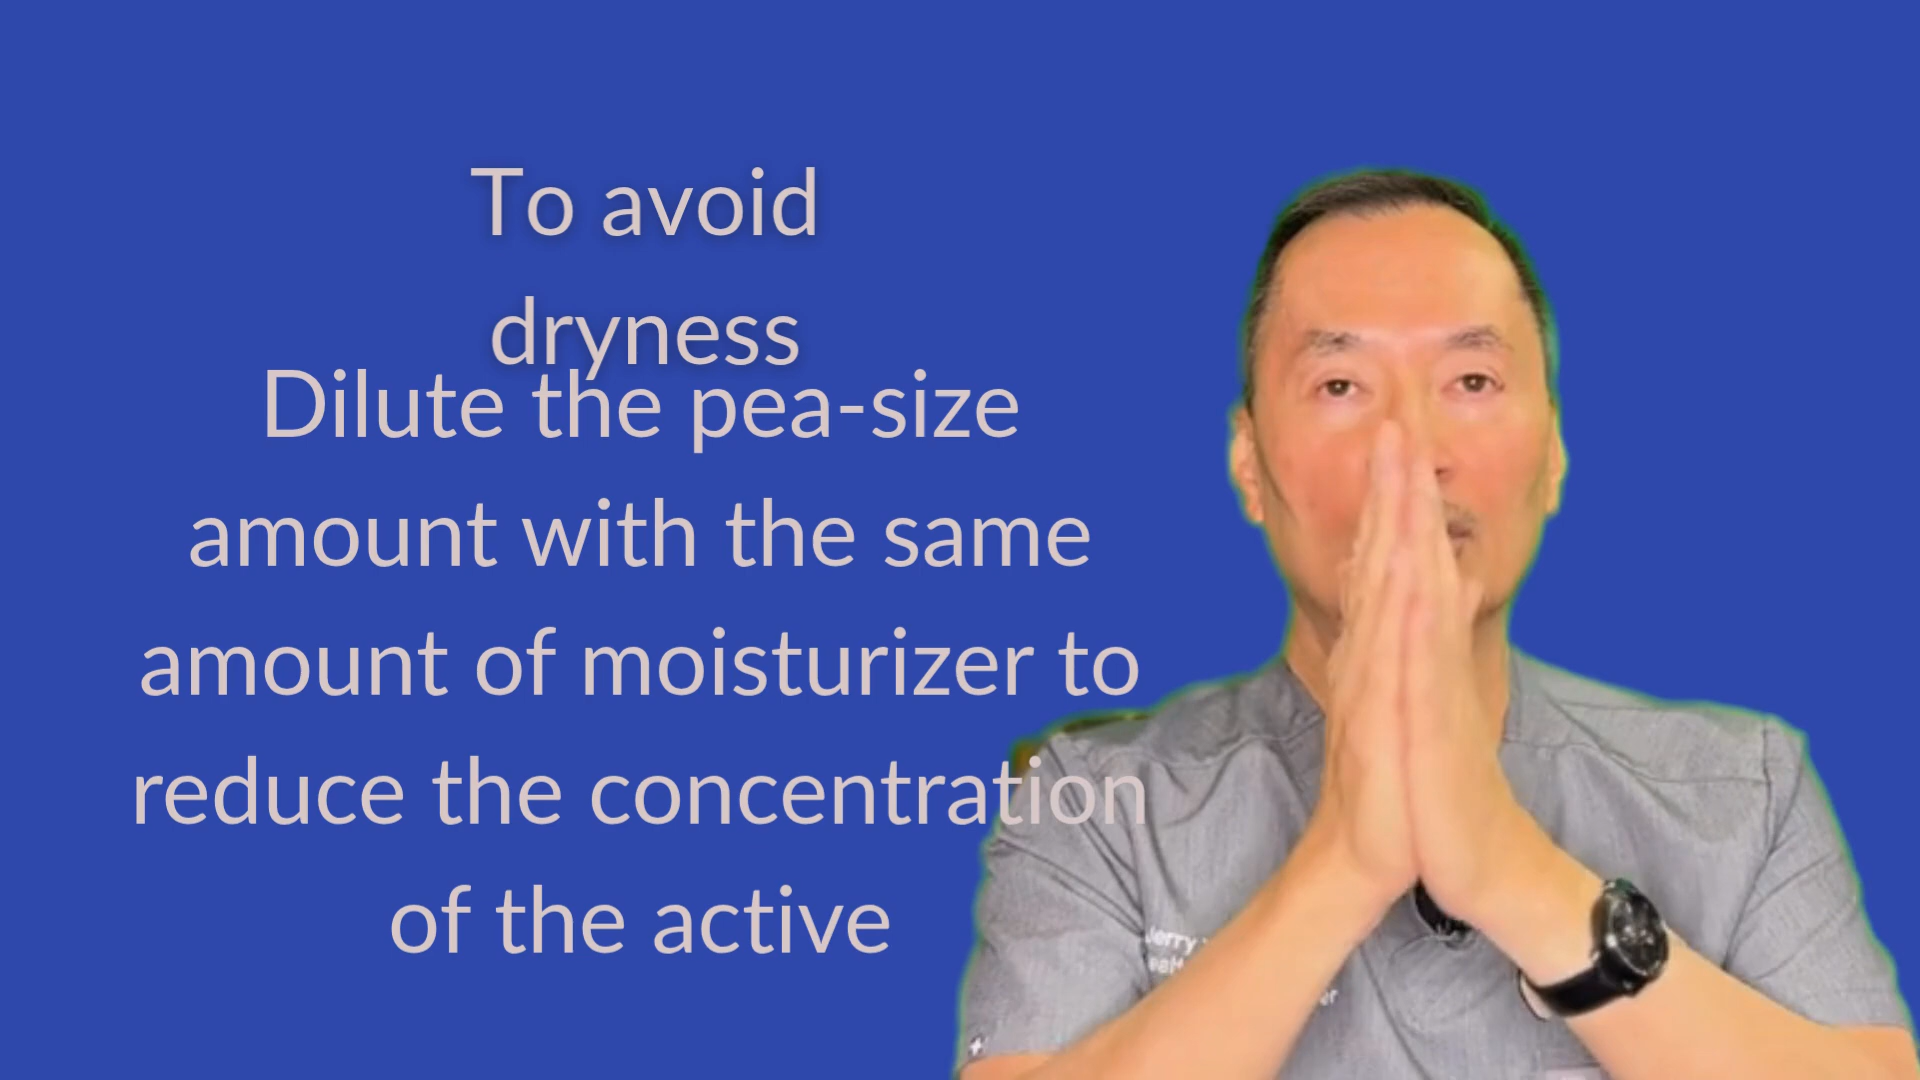 To avoid
dryness
Dilute the pea-size
amount with the same
amount of moisturizer to
reduce the concentration
of the active
Jerry